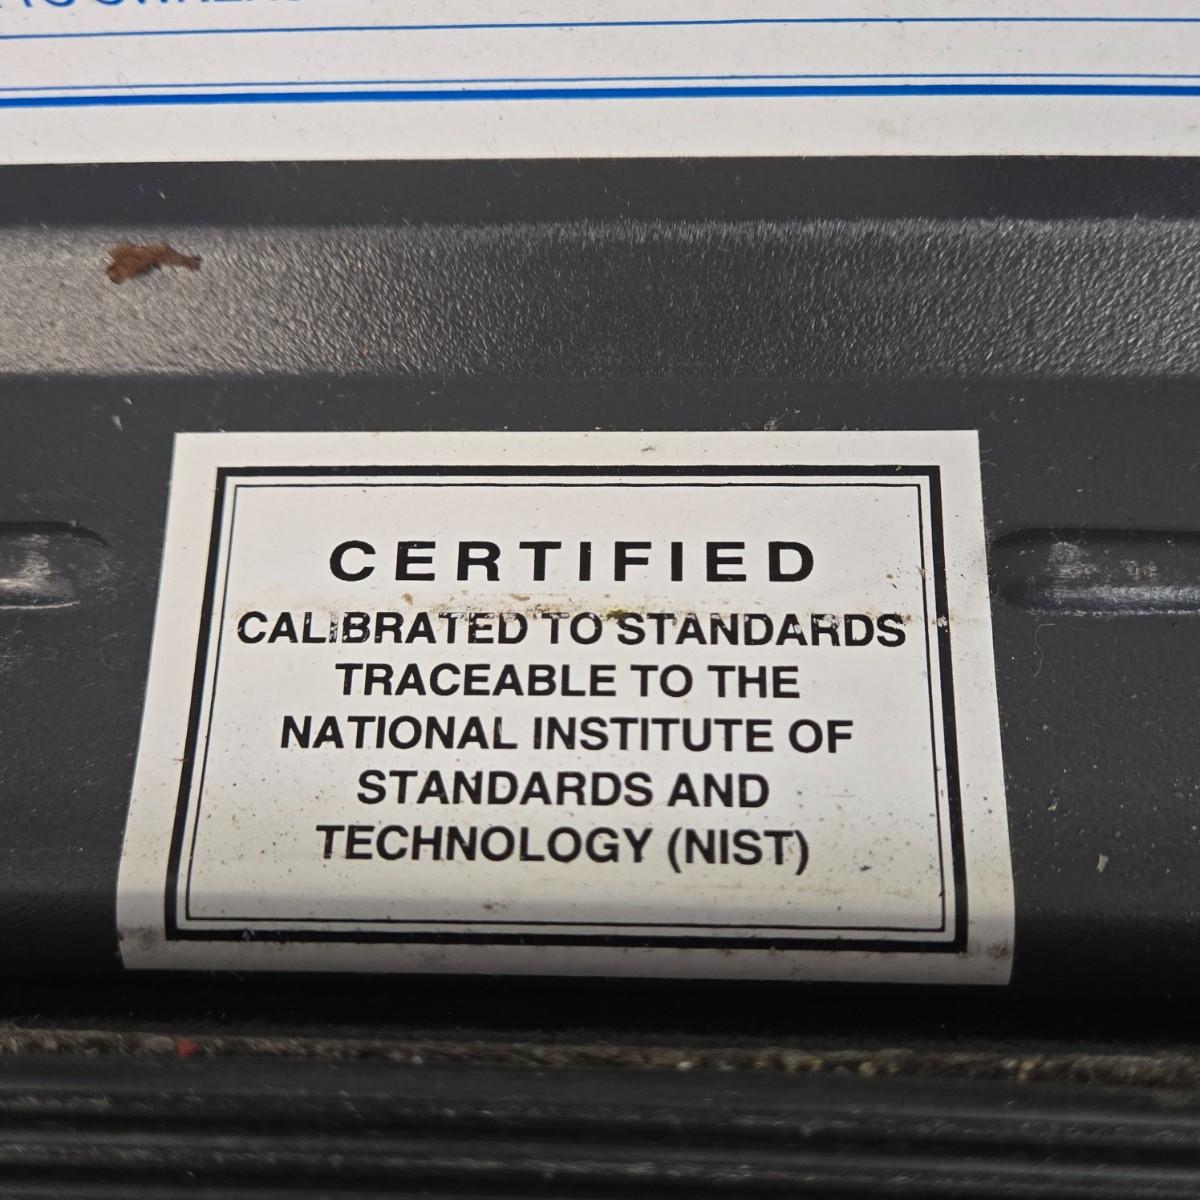 CERTIFIED
CALIBRATED TO STANDARDS
TRACEABLE TO THE
NATIONAL INSTITUTE OF
STANDARDS AND
TECHNOLOGY (NIST)